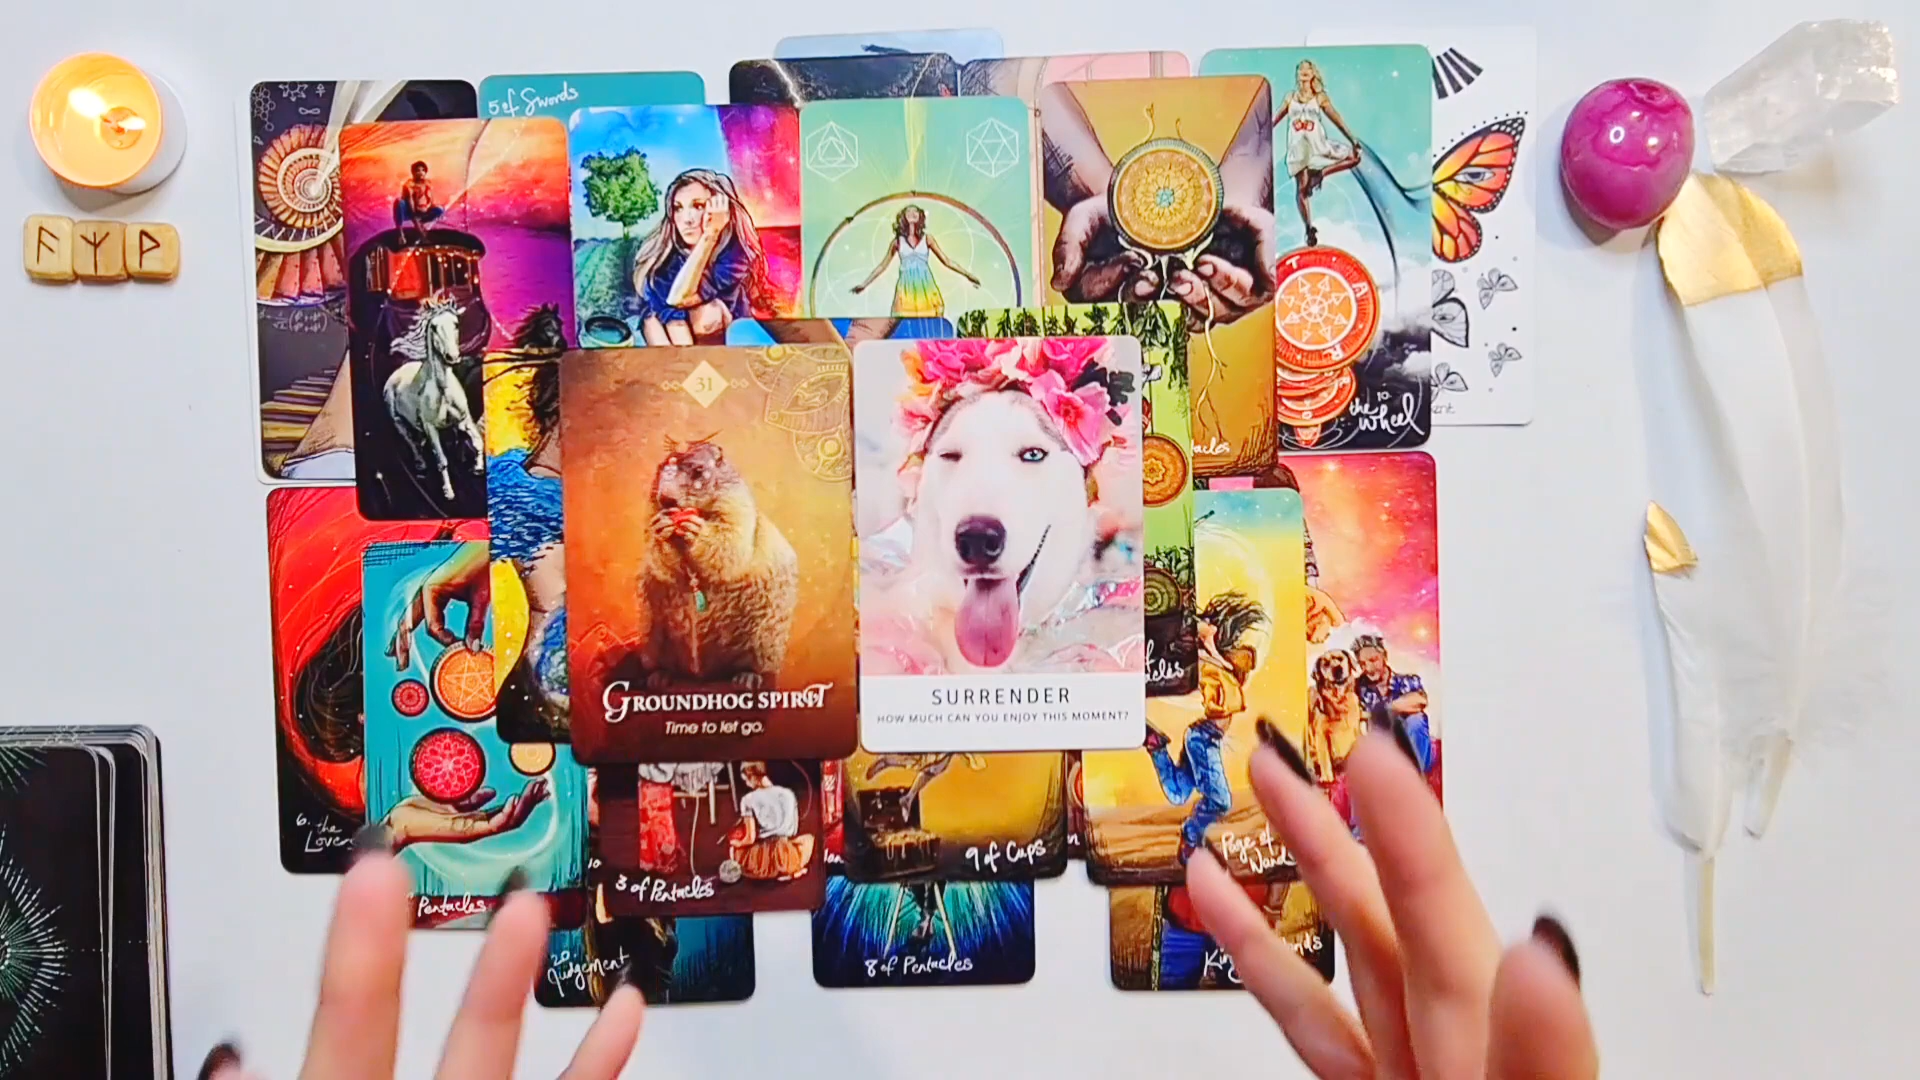 5 of Swords
ᚨ ᛉ ᚹ
10.
the
Wheel
31
GROUNDHOG SPIRIT
Time to let go.
SURRENDER
HOW MUCH CAN YOU ENJOY THIS MOMENT?
6. the
Lovers
Pentacles
3 of Pentacles
9 of Cups
Page of
Wands
20
Judgement
8 of Pentacles